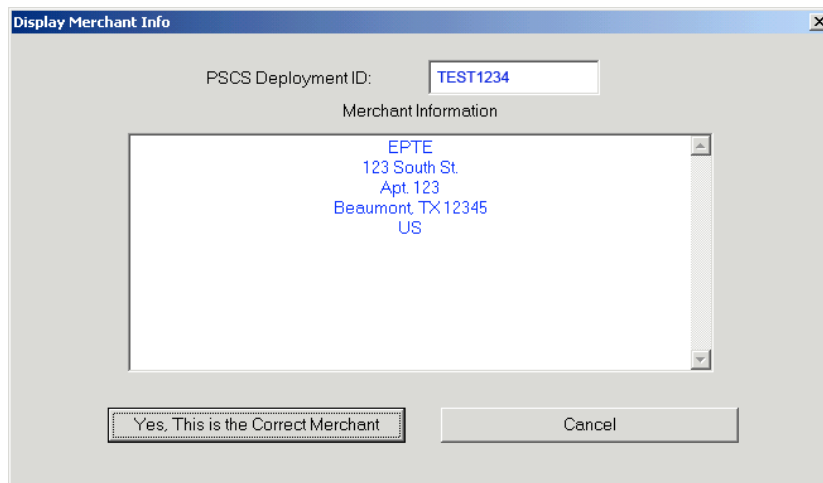 Display Merchant Info
PSCS Deployment ID: TEST1234
Merchant Information
EPTE
123 South St.
Apt. 123
Beaumont, TX 12345
US
Yes, This is the Correct Merchant Cancel